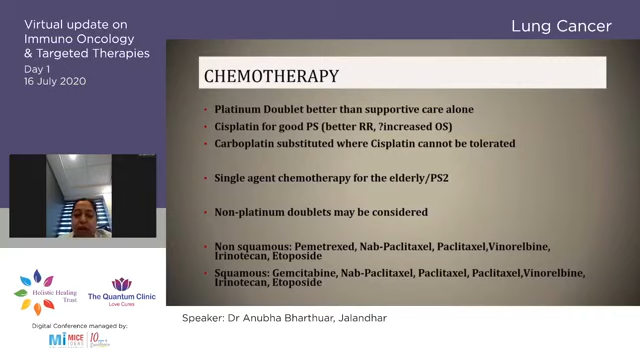 Virtual update on
Immuno Oncology
& Targeted Therapies
Day 1
16 July 2020
Lung Cancer
CHEMOTHERAPY
• Platinum Doublet better than supportive care alone
• Cisplatin for good PS (better RR, ?increased OS)
• Carboplatin substituted where Cisplatin cannot be tolerated
• Single agent chemotherapy for the elderly/PS2
• Non-platinum doublets may be considered
• Non squamous: Pemetrexed, Nab-Paclitaxel, Paclitaxel,Vinorelbine,
Irinotecan, Etoposide
• Squamous: Gemcitabine, Nab-Paclitaxel, Paclitaxel, Paclitaxel,Vinorelbine,
Irinotecan, Etoposide
Holistic Healing
Trust
The Quantum Clinic
Love Cures
Digital Conference managed by:
Mi MICE
10 years of
Speaker: Dr Anubha Bharthuar, Jalandhar